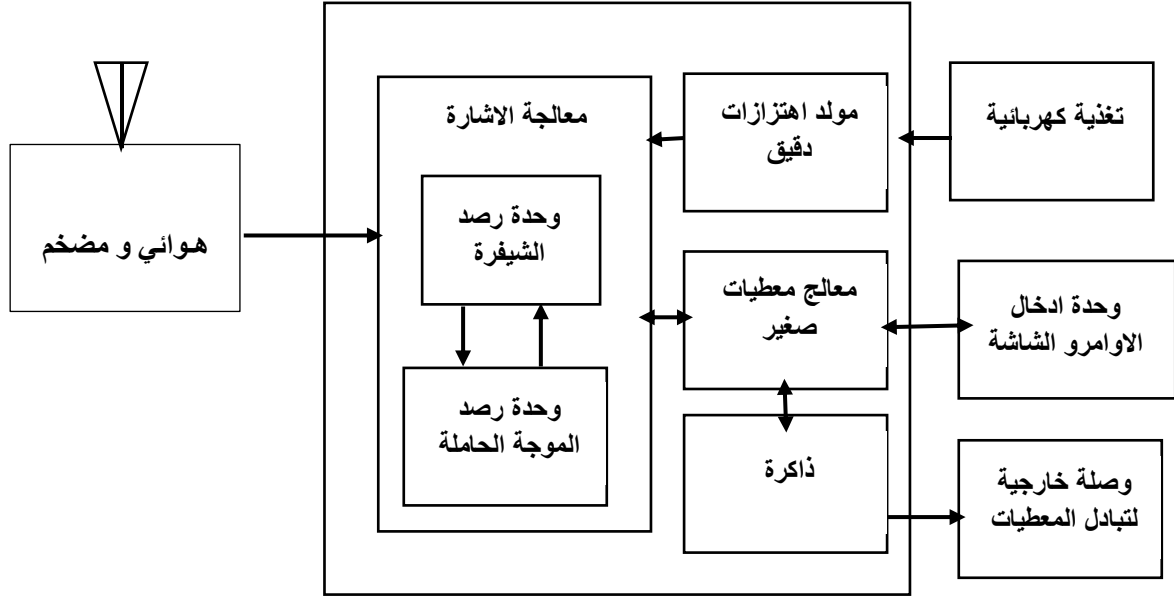 معالجة الاشارة
مولد اهتزازات
دقيق
تغذية كهربائية
هوائي و مضخم
وحدة رصد
الشيفرة
معالج معطيات
صغير
وحدة ادخال
الاوامرو الشاشة
وحدة رصد
الموجة الحاملة
ذاكرة
وصلة خارجية
لتبادل المعطيات